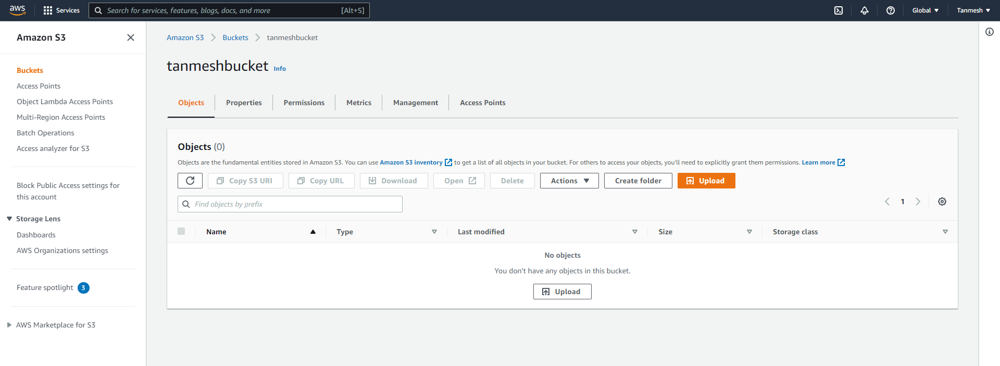 aws Services Search for services, features, blogs, docs, and more [Alt+S] Global Tanmesh
Amazon S3
Buckets
Access Points
Object Lambda Access Points
Multi-Region Access Points
Batch Operations
Access analyzer for S3
Block Public Access settings for
this account
Storage Lens
Dashboards
AWS Organizations settings
Feature spotlight 3
AWS Marketplace for S3
Amazon S3 Buckets tanmeshbucket
tanmeshbucket Info
Objects Properties Permissions Metrics Management Access Points
Objects (0)
Objects are the fundamental entities stored in Amazon S3. You can use Amazon S3 inventory to get a list of all objects in your bucket. For others to access your objects, you'll need to explicitly grant them permissions. Learn more
Copy S3 URI Copy URL Download Open Delete Actions Create folder Upload
Find objects by prefix 1
Name Type Last modified Size Storage class
No objects
You don't have any objects in this bucket.
Upload